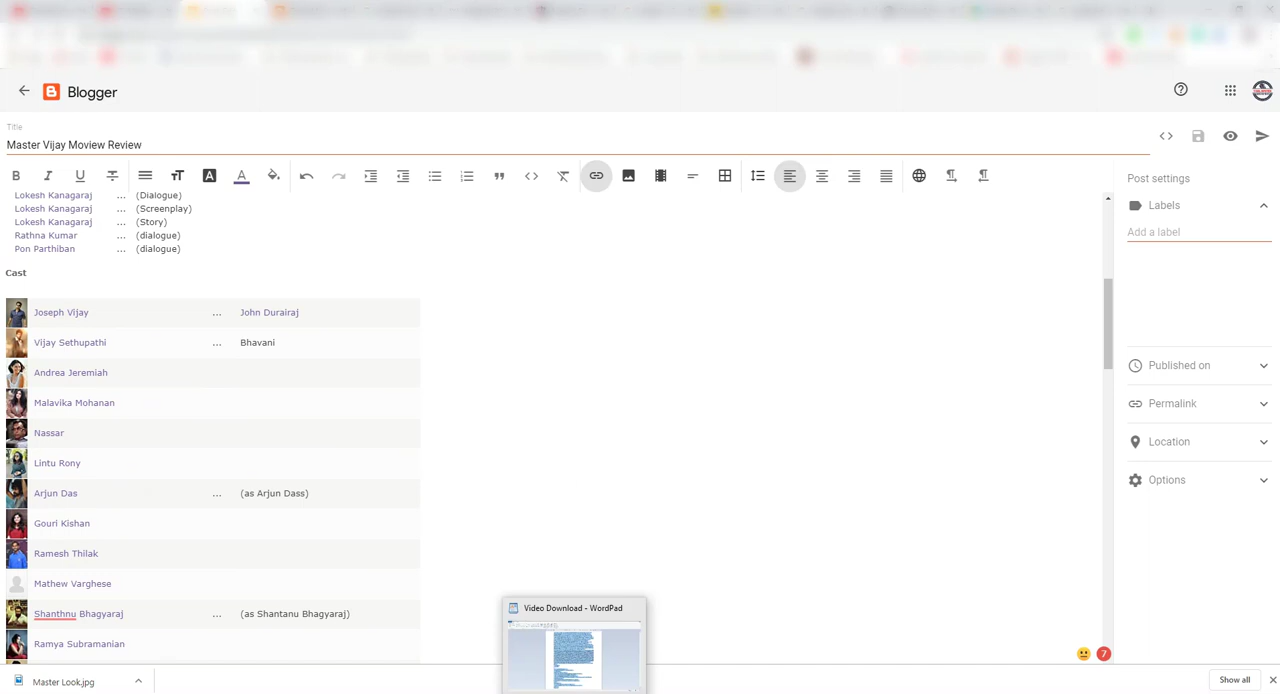 Blogger
Title
Master Vijay Moview Review
Lokesh Kanagaraj ... (Dialogue)
Lokesh Kanagaraj ... (Screenplay)
Lokesh Kanagaraj ... (Story)
Rathna Kumar ... (dialogue)
Pon Parthiban ... (dialogue)
Cast
Joseph Vijay ... John Durairaj
Vijay Sethupathi ... Bhavani
Andrea Jeremiah
Malavika Mohanan
Nassar
Lintu Rony
Arjun Das ... (as Arjun Dass)
Gouri Kishan
Ramesh Thilak
Mathew Varghese
Shanthnu Bhagyaraj ... (as Shantanu Bhagyaraj)
Ramya Subramanian
Post settings
Labels
Add a label
Published on
Permalink
Location
Options
7
Video Download - WordPad
Master Look.jpg
Show all